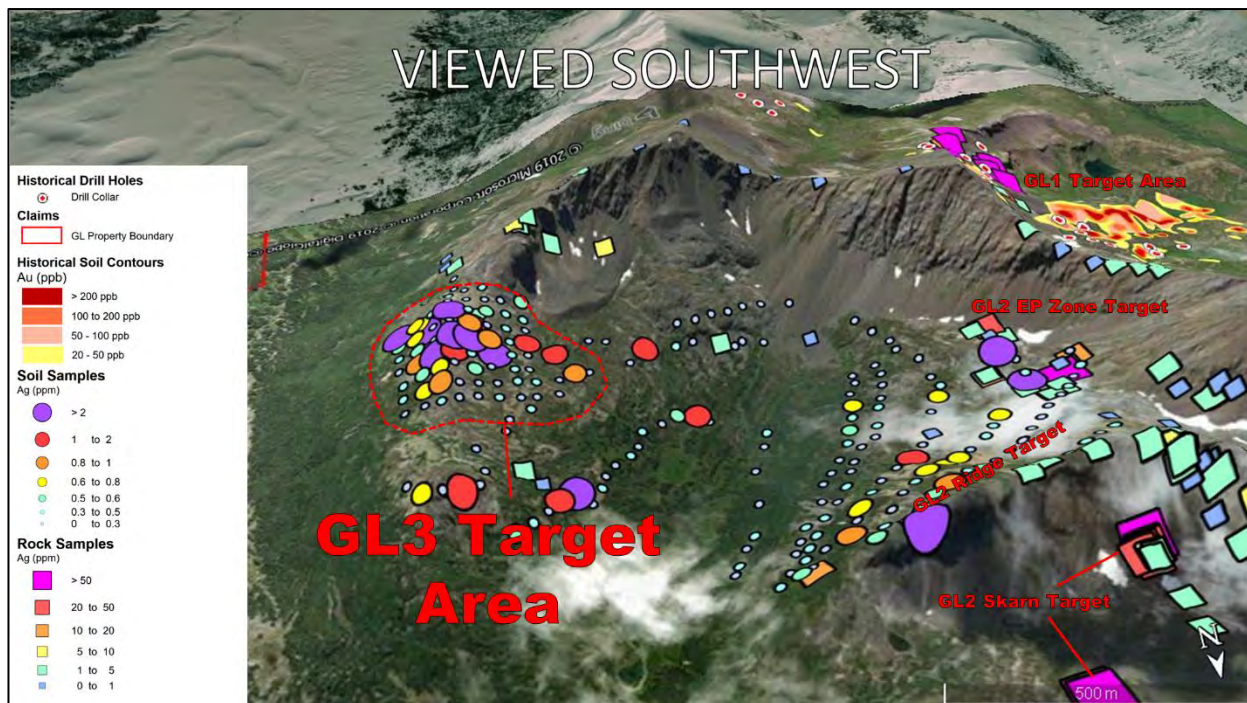 VIEWED SOUTHWEST
bing
© 2019 Microsoft Corporation © 2019 DigitalGlobe
GL1 Target Area
GL2 EP Zone Target
GL2 Ridge Target
GL3 Target
Area
GL2 Skarn Target
N
500 m
Historical Drill Holes
Drill Collar
Claims
GL Property Boundary
Historical Soil Contours
Au (ppb)
> 200 ppb
100 to 200 ppb
50 - 100 ppb
20 - 50 ppb
Soil Samples
Ag (ppm)
> 2
1 to 2
0.8 to 1
0.6 to 0.8
0.5 to 0.6
0.3 to 0.5
0 to 0.3
Rock Samples
Ag (ppm)
> 50
20 to 50
10 to 20
5 to 10
1 to 5
0 to 1